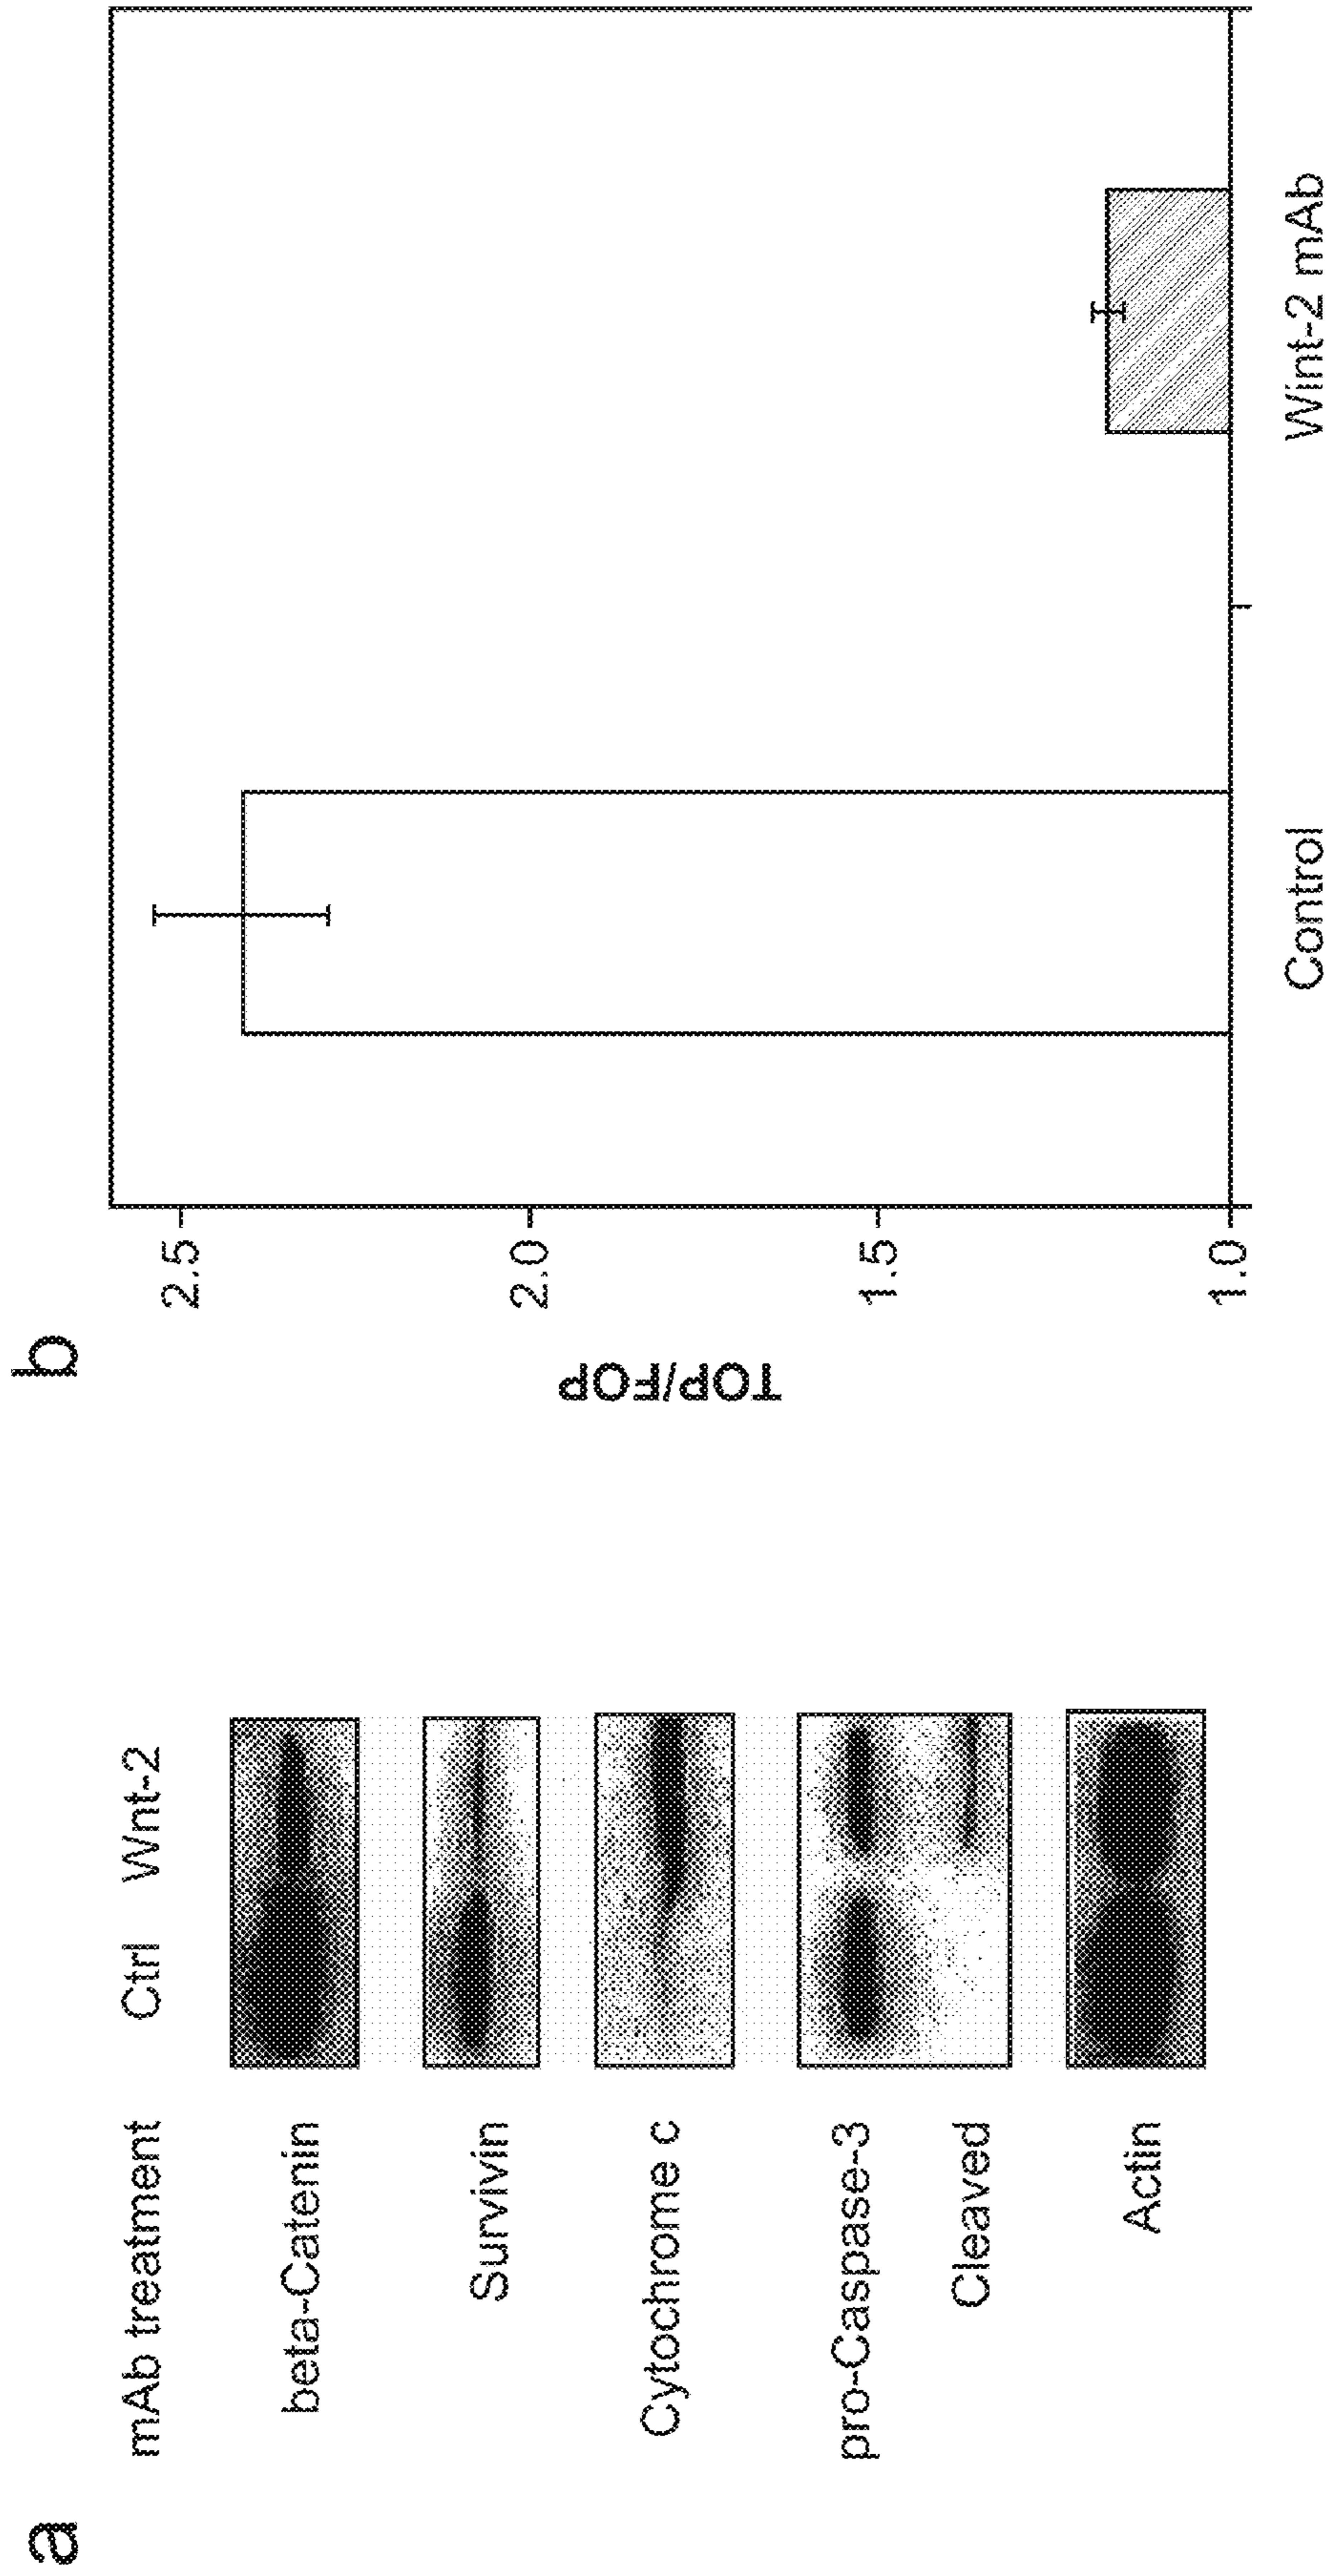 a
mAb treatment Ctrl Wnt-2
beta-Catenin
Survivin
Cytochrome c
pro-Caspase-3
Cleaved
Actin
b
TOP/FOP
2.5
2.0
1.5
1.0
Control Wint-2 mAb